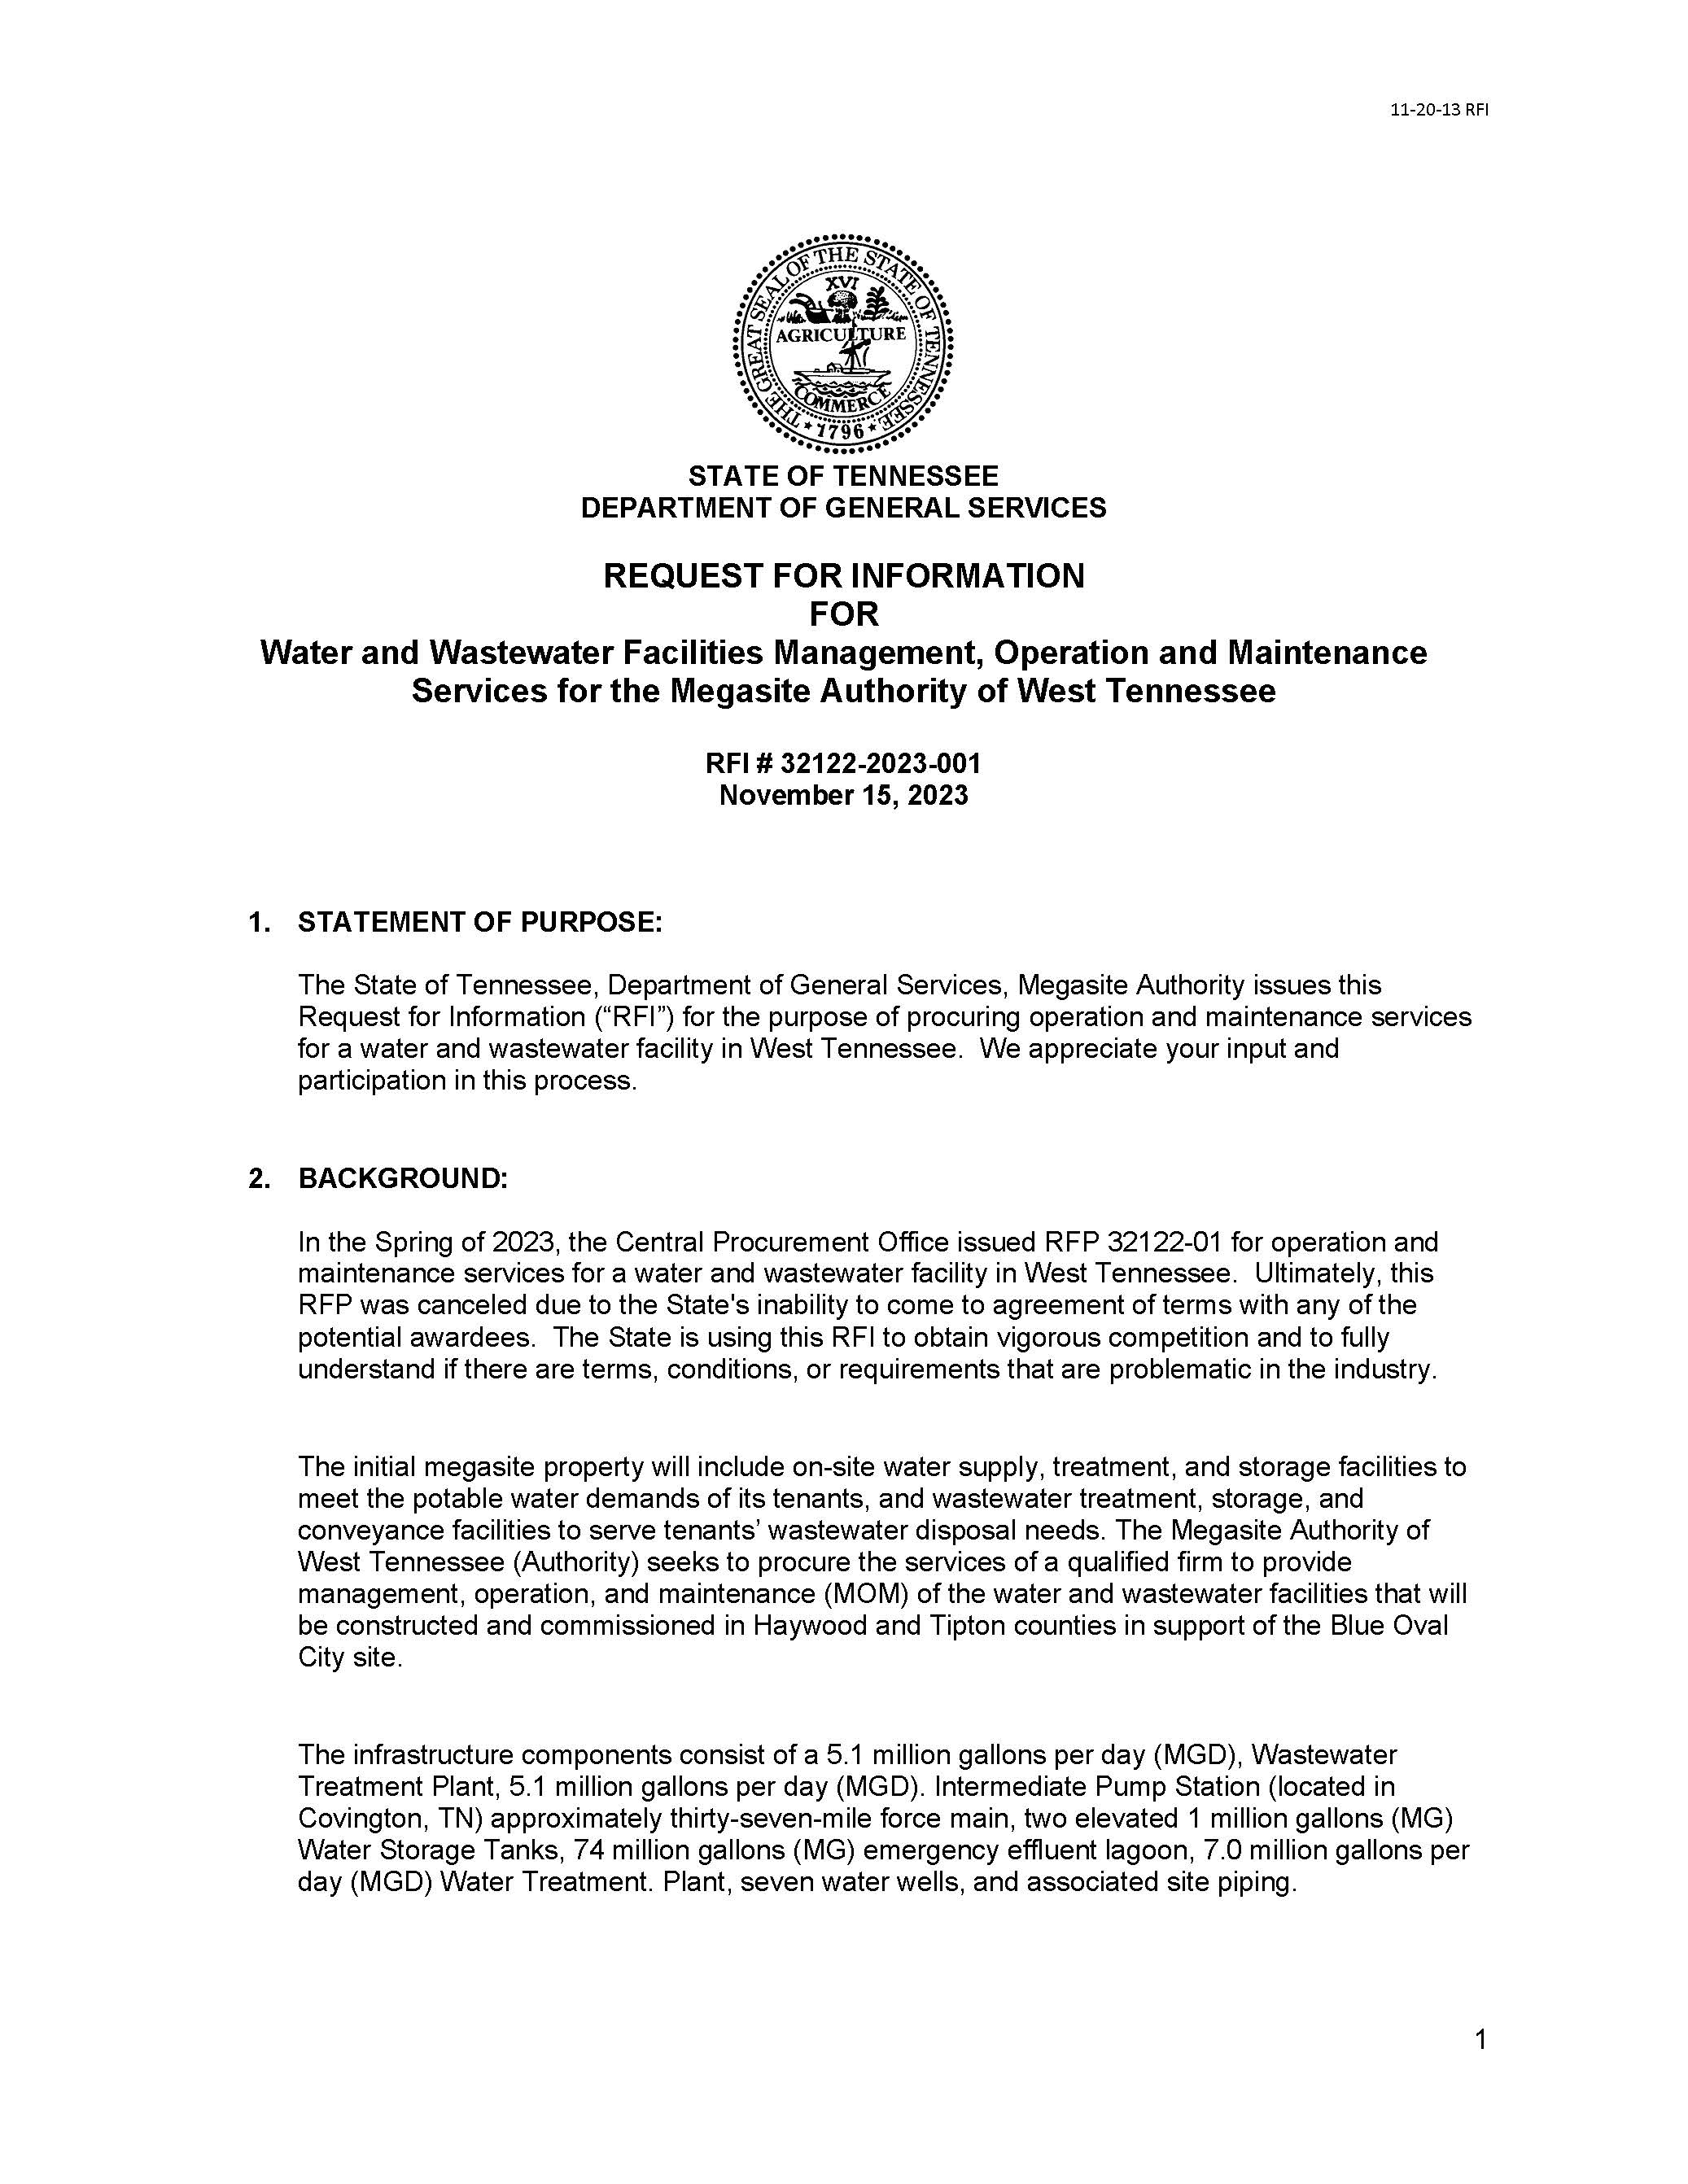 11-20-13 RFI
THE GREAT SEAL OF THE STATE OF TENNESSEE
XVI
AGRICULTURE
COMMERCE
1796
STATE OF TENNESSEE
DEPARTMENT OF GENERAL SERVICES
REQUEST FOR INFORMATION
FOR
Water and Wastewater Facilities Management, Operation and Maintenance
Services for the Megasite Authority of West Tennessee
RFI # 32122-2023-001
November 15, 2023
1. STATEMENT OF PURPOSE:
The State of Tennessee, Department of General Services, Megasite Authority issues this
Request for Information (“RFI”) for the purpose of procuring operation and maintenance services
for a water and wastewater facility in West Tennessee. We appreciate your input and
participation in this process.
2. BACKGROUND:
In the Spring of 2023, the Central Procurement Office issued RFP 32122-01 for operation and
maintenance services for a water and wastewater facility in West Tennessee. Ultimately, this
RFP was canceled due to the State's inability to come to agreement of terms with any of the
potential awardees. The State is using this RFI to obtain vigorous competition and to fully
understand if there are terms, conditions, or requirements that are problematic in the industry.
The initial megasite property will include on-site water supply, treatment, and storage facilities to
meet the potable water demands of its tenants, and wastewater treatment, storage, and
conveyance facilities to serve tenants’ wastewater disposal needs. The Megasite Authority of
West Tennessee (Authority) seeks to procure the services of a qualified firm to provide
management, operation, and maintenance (MOM) of the water and wastewater facilities that will
be constructed and commissioned in Haywood and Tipton counties in support of the Blue Oval
City site.
The infrastructure components consist of a 5.1 million gallons per day (MGD), Wastewater
Treatment Plant, 5.1 million gallons per day (MGD). Intermediate Pump Station (located in
Covington, TN) approximately thirty-seven-mile force main, two elevated 1 million gallons (MG)
Water Storage Tanks, 74 million gallons (MG) emergency effluent lagoon, 7.0 million gallons per
day (MGD) Water Treatment. Plant, seven water wells, and associated site piping.
1